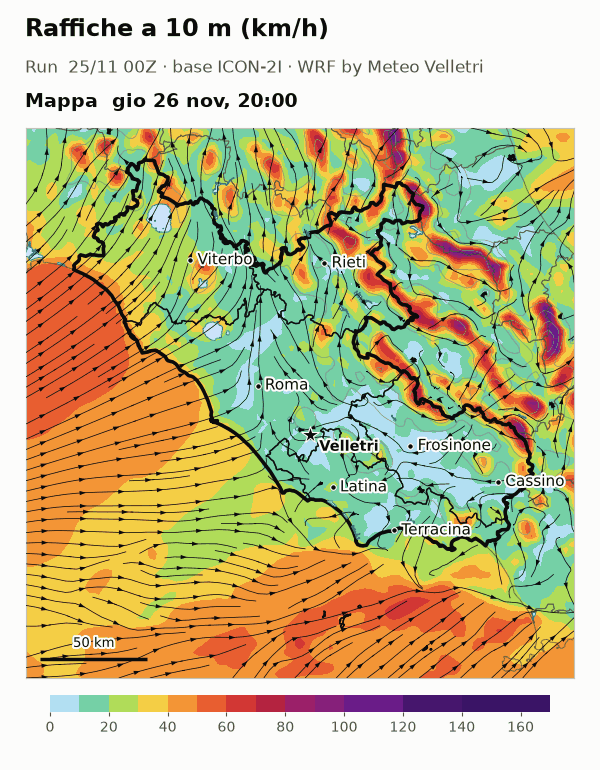 Raffiche a 10 m (km/h)
Run  25/11 00Z · base ICON-2I · WRF by Meteo Velletri
Mappa  gio 26 nov, 20:00
Viterbo
Rieti
Roma
Velletri
Frosinone
Cassino
Latina
Terracina
50 km
0 20 40 60 80 100 120 140 160